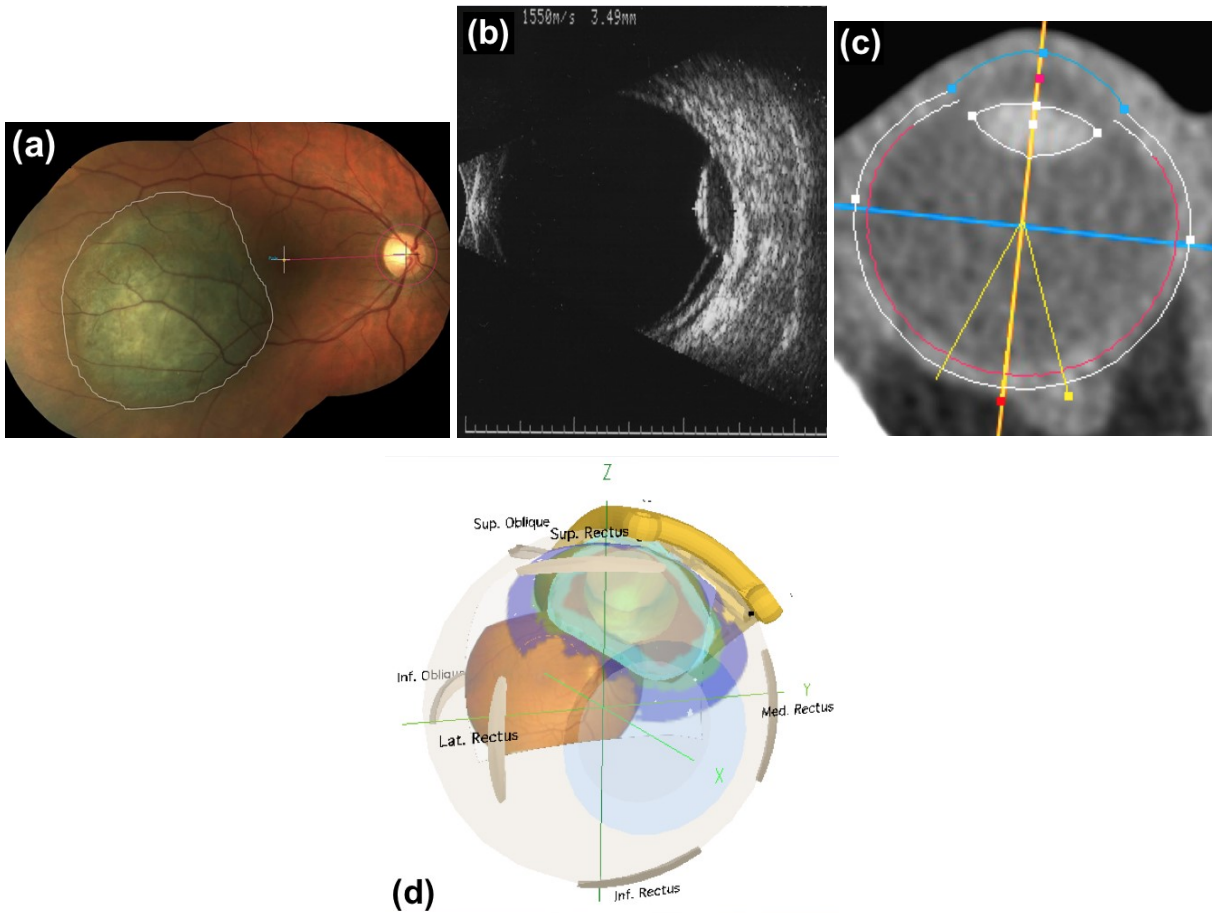 (a)
(b)
1550m/s 3.49mm
(c)
(d)
Z
Sup. Oblique
Sup. Rectus
Inf. Oblique
Lat. Rectus
Y
Med. Rectus
X
Inf. Rectus